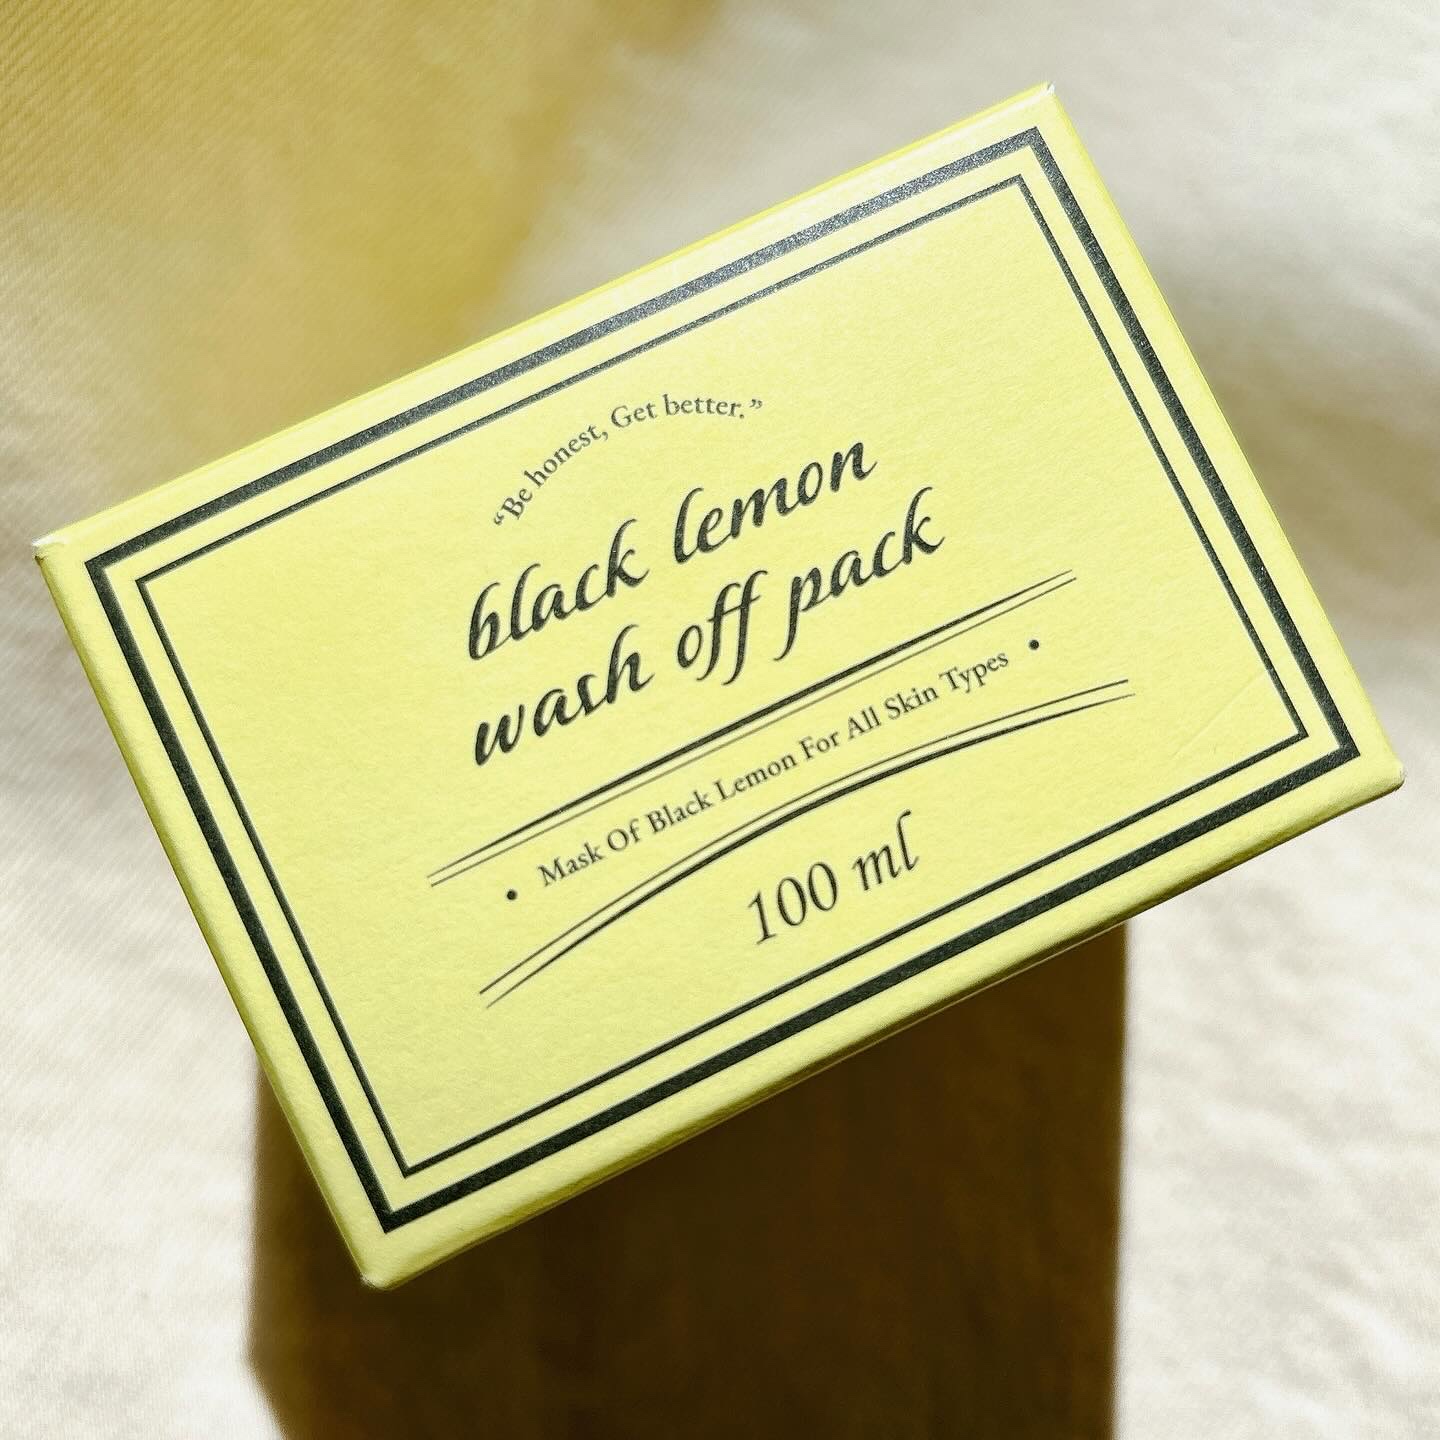 “Be honest, Get better.”
black lemon
wash off pack
• Mask Of Black Lemon For All Skin Types •
100 ml